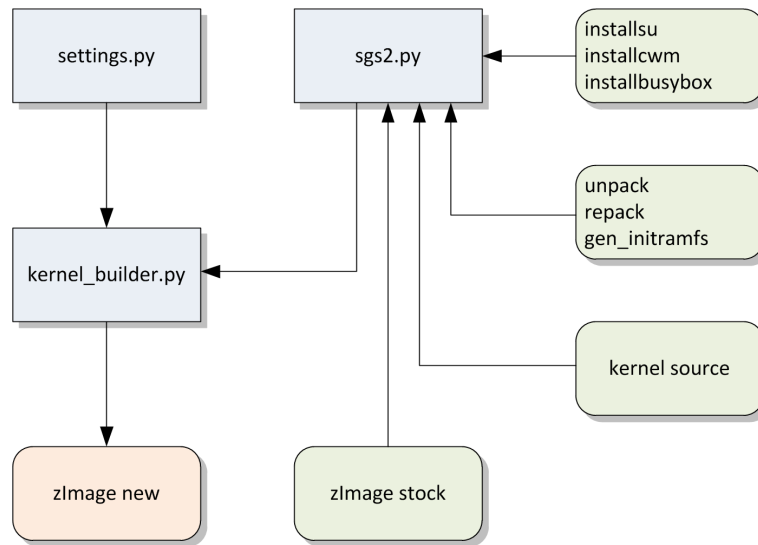 settings.py
sgs2.py
installsu
installcwm
installbusybox
unpack
repack
gen_initramfs
kernel_builder.py
kernel source
zImage new
zImage stock